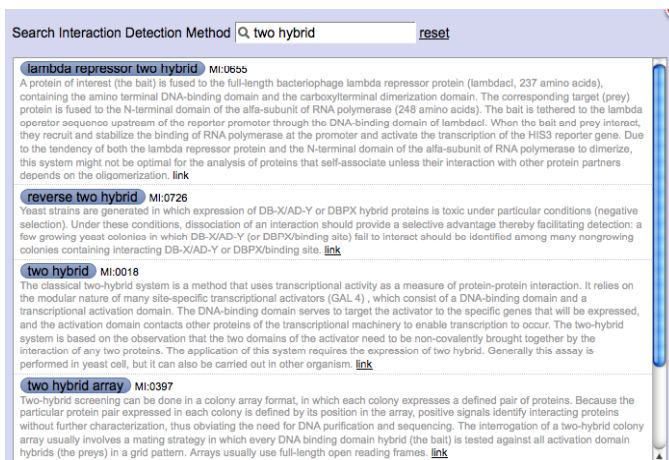 Search Interaction Detection Method two hybrid reset
lambda repressor two hybrid MI:0655
A protein of interest (the bait) is fused to the full-length bacteriophage lambda repressor protein (lambdacI, 237 amino acids),
containing the amino terminal DNA-binding domain and the carboxylterminal dimerization domain. The corresponding target (prey)
protein is fused to the N-terminal domain of the alfa-subunit of RNA polymerase (248 amino acids). The bait is tethered to the lambda
operator sequence upstream of the reporter promoter through the DNA-binding domain of lambdacI. When the bait and prey interact,
they recruit and stabilize the binding of RNA polymerase at the promoter and activate the transcription of the HIS3 reporter gene. Due
to the tendency of both the lambda repressor protein and the N-terminal domain of the alfa-subunit of RNA polymerase to dimerize,
this system might not be optimal for the analysis of proteins that self-associate unless their interaction with other protein partners
depends on the oligomerization. link
reverse two hybrid MI:0726
Yeast strains are generated in which expression of DB-X/AD-Y or DBPX hybrid proteins is toxic under particular conditions (negative
selection). Under these conditions, dissociation of an interaction should provide a selective advantage thereby facilitating detection: a
few growing yeast colonies in which DB-X/AD-Y (or DBPX/binding site) fail to interact should be identified among many nongrowing
colonies containing interacting DB-X/AD-Y or DBPX/binding site. link
two hybrid MI:0018
The classical two-hybrid system is a method that uses transcriptional activity as a measure of protein-protein interaction. It relies on
the modular nature of many site-specific transcriptional activators (GAL 4) , which consist of a DNA-binding domain and a
transcriptional activation domain. The DNA-binding domain serves to target the activator to the specific genes that will be expressed,
and the activation domain contacts other proteins of the transcriptional machinery to enable transcription to occur. The two-hybrid
system is based on the observation that the two domains of the activator need to be non-covalently brought together by the
interaction of any two proteins. The application of this system requires the expression of two hybrid. Generally this assay is
performed in yeast cell, but it can also be carried out in other organism. link
two hybrid array MI:0397
Two-hybrid screening can be done in a colony array format, in which each colony expresses a defined pair of proteins. Because the
particular protein pair expressed in each colony is defined by its position in the array, positive signals identify interacting proteins
without further characterization, thus obviating the need for DNA purification and sequencing. The interrogation of a two-hybrid colony
array usually involves a mating strategy in which every DNA binding domain hybrid (the bait) is tested against all activation domain
hybrids (the preys) in a grid pattern. Arrays usually use full-length open reading frames. link